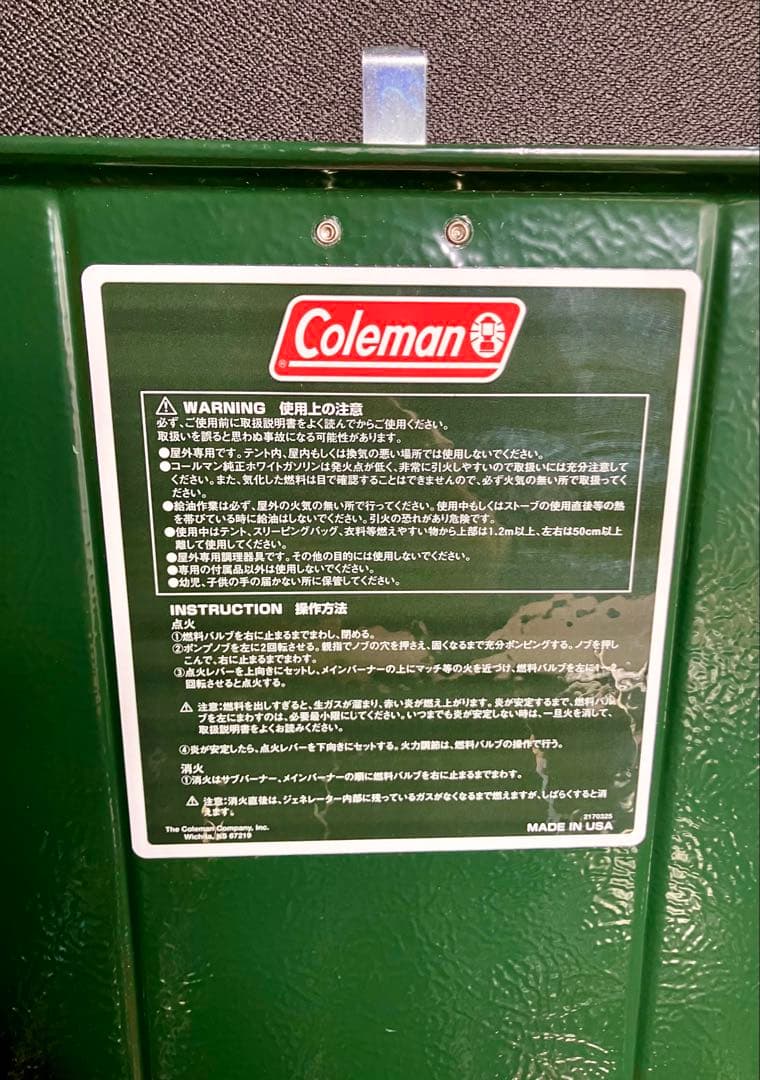 Coleman
®
WARNING 使用上の注意
必ず、ご使用前に取扱説明書をよく読んでからご使用ください。
取扱いを誤ると思わぬ事故になる可能性があります。
●屋外専用です。テント内、屋内もしくは換気の悪い場所では使用しないでください。
●コールマン純正ホワイトガソリンは発火点が低く、非常に引火しやすいので取扱いには充分注意して
ください。また、気化した燃料は目で確認することはできませんので、必ず火気の無い所で取扱ってく
ださい。
●給油作業は必ず、屋外の火気の無い所で行ってください。使用中もしくはストーブの使用直後等の熱
を帯びている時に給油はしないでください。引火の恐れがあり危険です。
●使用中はテント、スリーピングバッグ、衣料等燃えやすい物から上部は1.2m以上、左右は50cm以上
離して使用してください。
●屋外専用調理器具です。その他の目的には使用しないでください。
●専用の付属品以外は使用しないでください。
●幼児、子供の手の届かない所に保管してください。
INSTRUCTION 操作方法
点火
①燃料バルブを右に止まるまでまわし、閉める。
②ポンプノブを左に2回転させる。親指でノブの穴を押さえ、固くなるまで充分ポンピングする。ノブを押し
こんで、右に止まるまでまわす。
③点火レバーを上向きにセットし、メインバーナーの上にマッチ等の火を近づけ、燃料バルブを左に1
回転させると点火する。
⚠ 注意:燃料を出しすぎると、生ガスが溜まり、赤い炎が燃え上がります。炎が安定するまで、燃料バル
ブを左にまわすのは、必要最小限にしてください。いつまでも炎が安定しない時は、一旦火を消して、
取扱説明書をよくお読みください。
④炎が安定したら、点火レバーを下向きにセットする。火力調節は、燃料バルブの操作で行う。
消火
①消火はサブバーナー、メインバーナーの順に燃料バルブを右に止まるまでまわす。
⚠ 注意:消火直後は、ジェネレーター内部に残っているガスがなくなるまで燃えますが、しばらくすると消
えます。
The Coleman Company, Inc.
Wichita, KS 67219
2170325
MADE IN USA